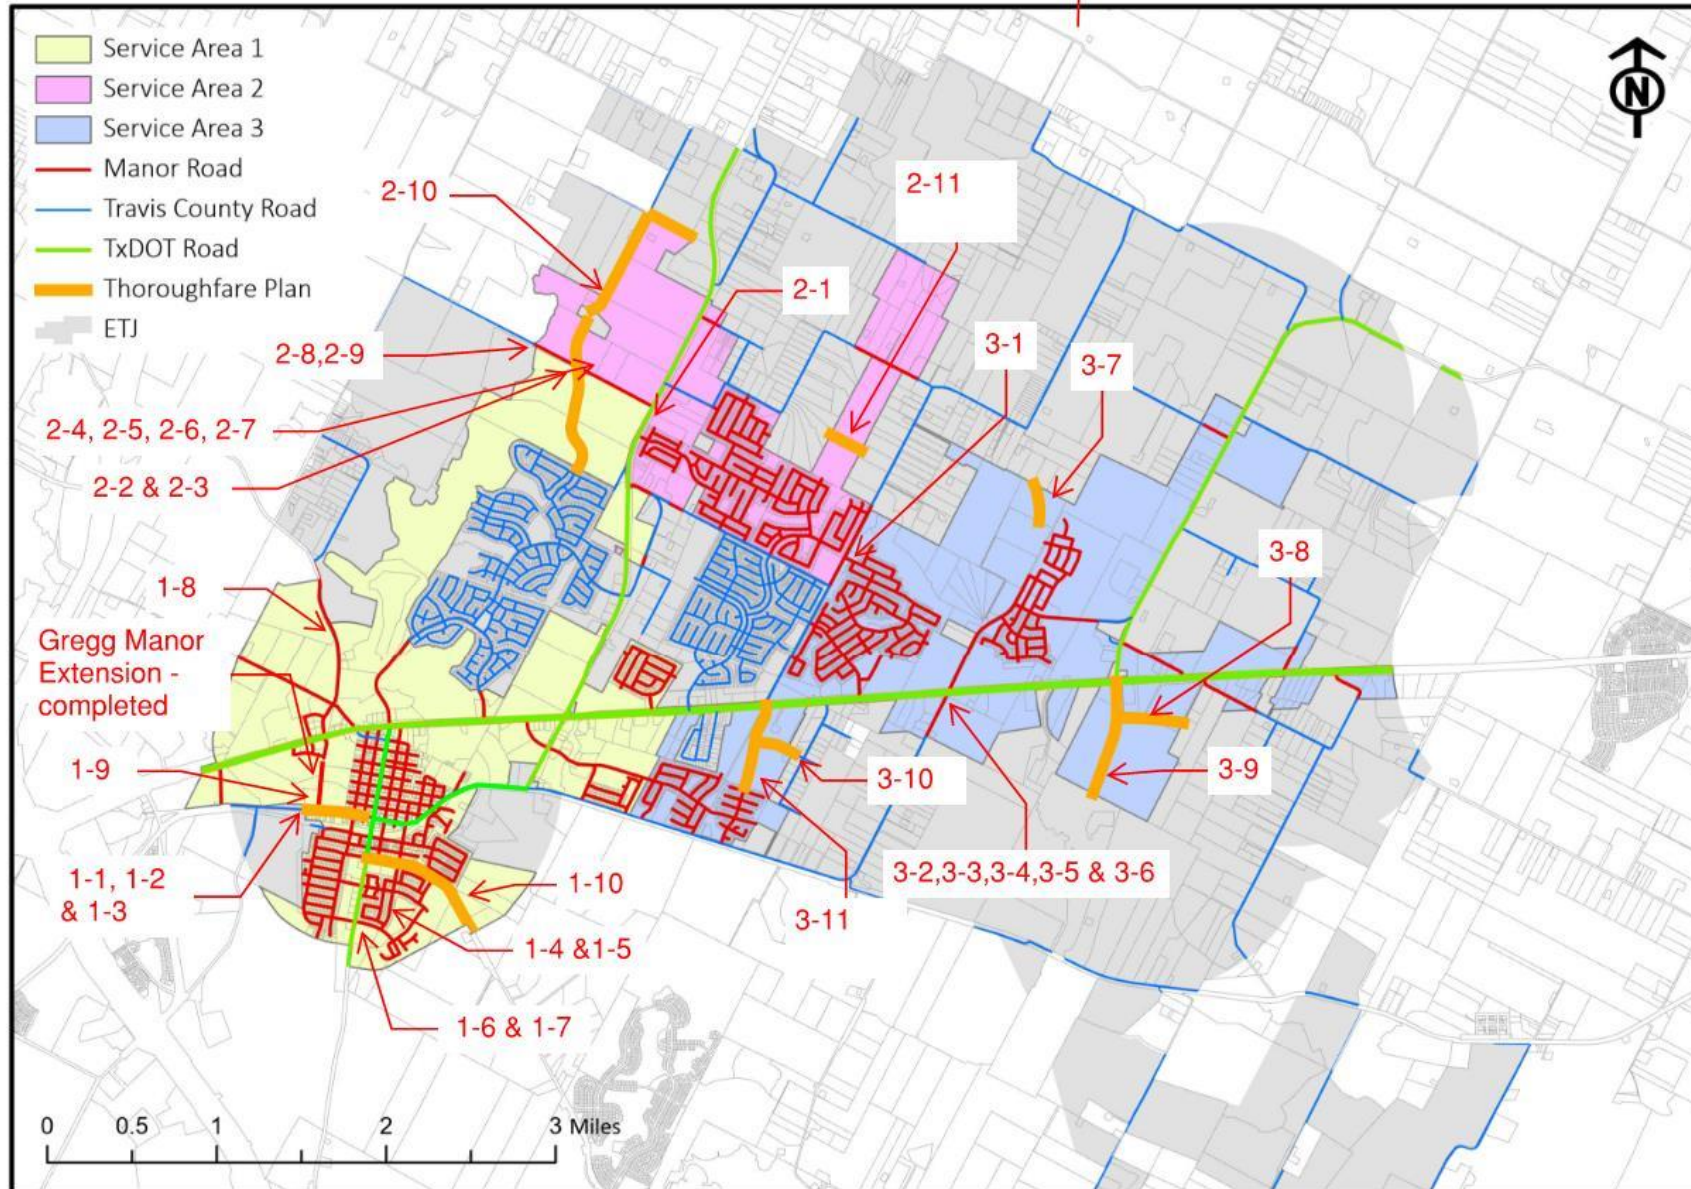 Service Area 1
Service Area 2
Service Area 3
Manor Road
Travis County Road
TxDOT Road
Thoroughfare Plan
ETJ
N
2-10
2-11
2-1
2-8,2-9
3-1
3-7
2-4, 2-5, 2-6, 2-7
2-2 & 2-3
3-8
1-8
Gregg Manor
Extension -
completed
1-9
3-10
3-9
1-1, 1-2
& 1-3
1-10
3-2,3-3,3-4,3-5 & 3-6
3-11
1-4 &1-5
1-6 & 1-7
0 0.5 1 2 3 Miles